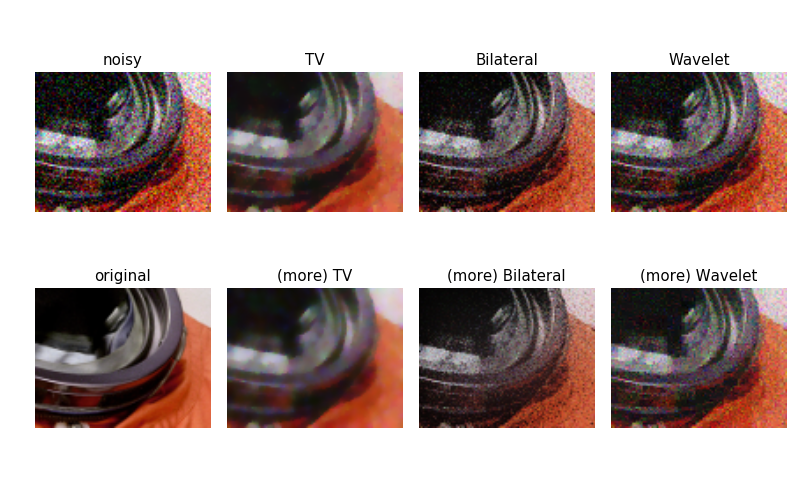 noisy
TV
Bilateral
Wavelet
original
(more) TV
(more) Bilateral
(more) Wavelet